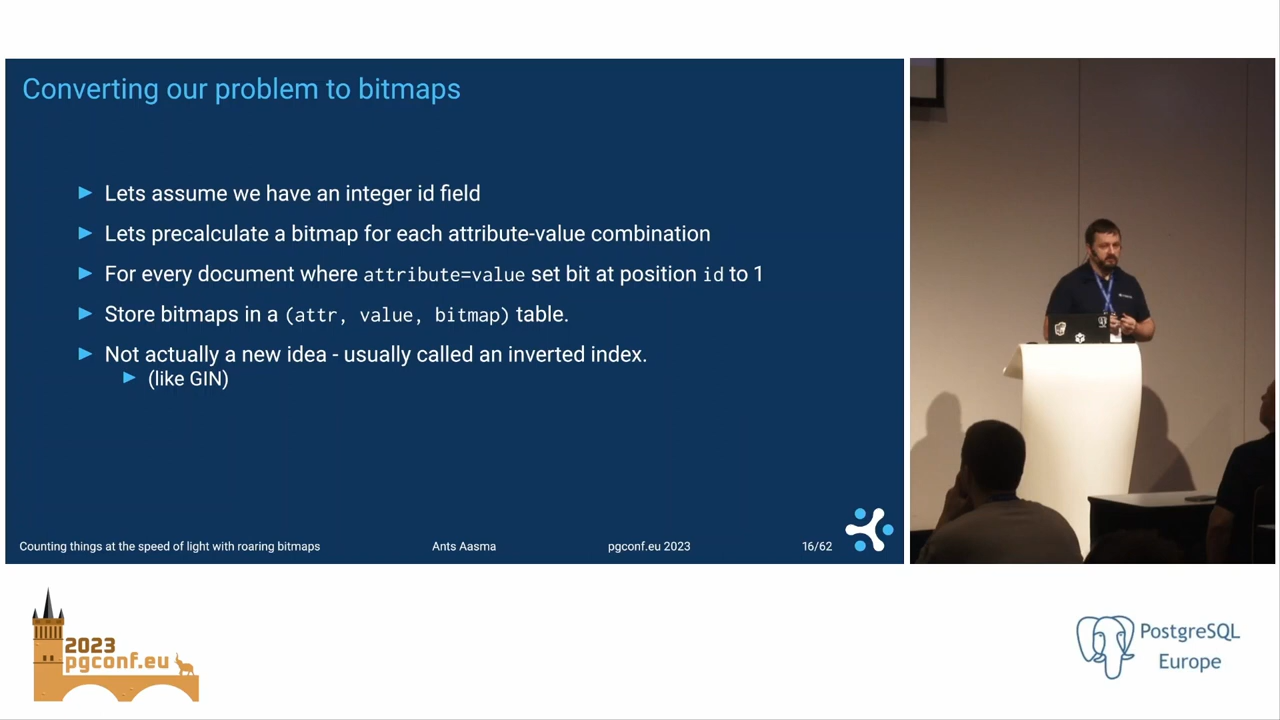 Converting our problem to bitmaps
Lets assume we have an integer id field
Lets precalculate a bitmap for each attribute-value combination
For every document where attribute=value set bit at position id to 1
Store bitmaps in a (attr, value, bitmap) table.
Not actually a new idea - usually called an inverted index.
(like GIN)
Counting things at the speed of light with roaring bitmaps
Ants Aasma
pgconf.eu 2023
16/62
2023
pgconf.eu
PostgreSQL
Europe